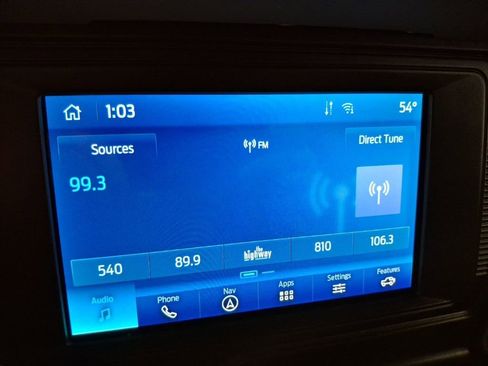 1:03
54°
Sources
FM
Direct Tune
99.3
540
89.9
the
highway
810
106.3
Audio
Phone
Nav
Apps
Settings
Features